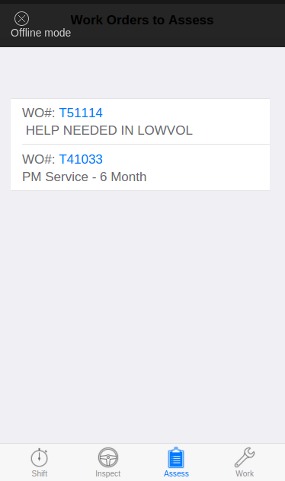 Work Orders to Assess
Offline mode
WO#: T51114
HELP NEEDED IN LOWVOL
WO#: T41033
PM Service - 6 Month
Shift
Inspect
Assess
Work